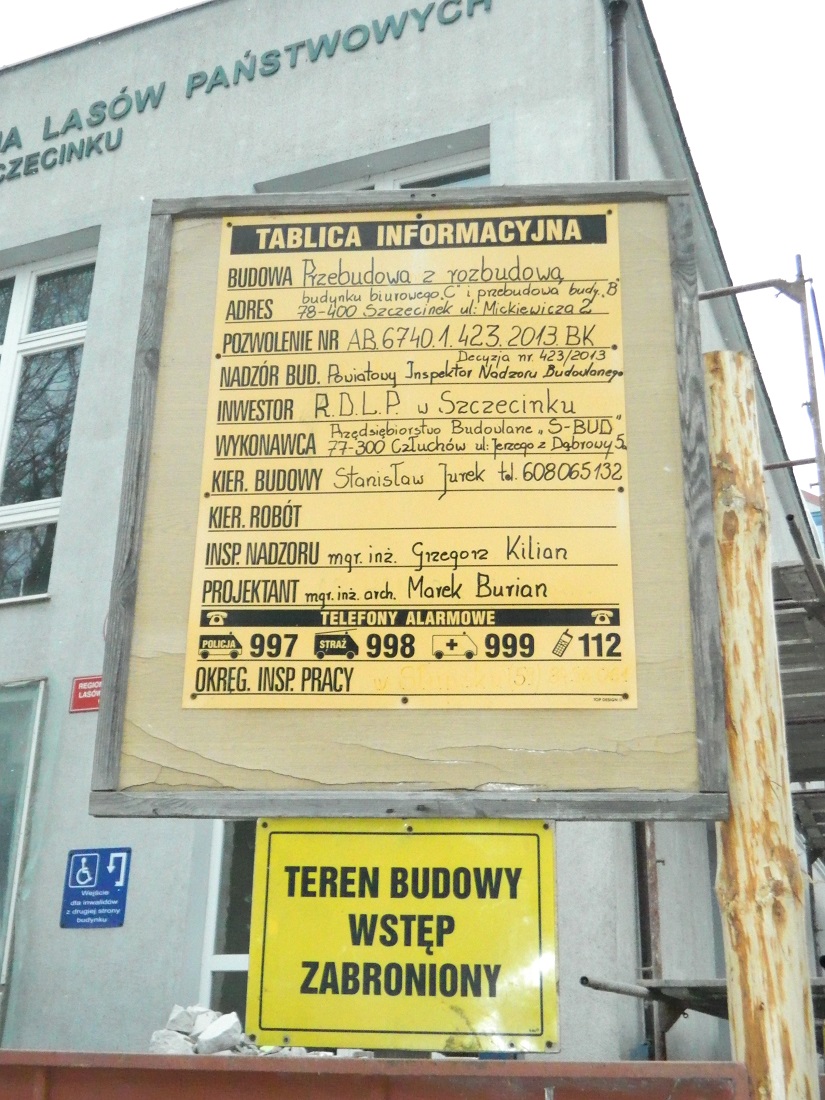 LASÓW PAŃSTWOWYCH
TABLICA INFORMACYJNA
BUDOWA Przebudowa z rozbudową
budynku biurowego „C" i przebudowa bud. „B"
ADRES 78-400 Szczecinek ul: Mickiewicza 2
POZWOLENIE NR AB.6740.1.423.2013.BK
Decyzja nr. 423/2013
NADZÓR BUD. Powiatowy Inspektor Nadzoru Budowlanego
INWESTOR R.D.L.P. w Szczecinku
Przedsiębiorstwo Budowlane „S-BUD"
WYKONAWCA 77-300 Człuchów ul: Jerzego z Dąbrowy 5
KIER. BUDOWY Stanisław Jurek tel. 608065132
KIER. ROBÓT
INSP. NADZORU mgr. inż. Grzegorz Kilian
PROJEKTANT mgr. inż. arch. Marek Burian
TELEFONY ALARMOWE
POLICJA 997 STRAŻ 998 999 112
OKRĘG. INSP. PRACY
Wejście
dla inwalidów
z drugiej strony
budynku
TEREN BUDOWY
WSTĘP
ZABRONIONY